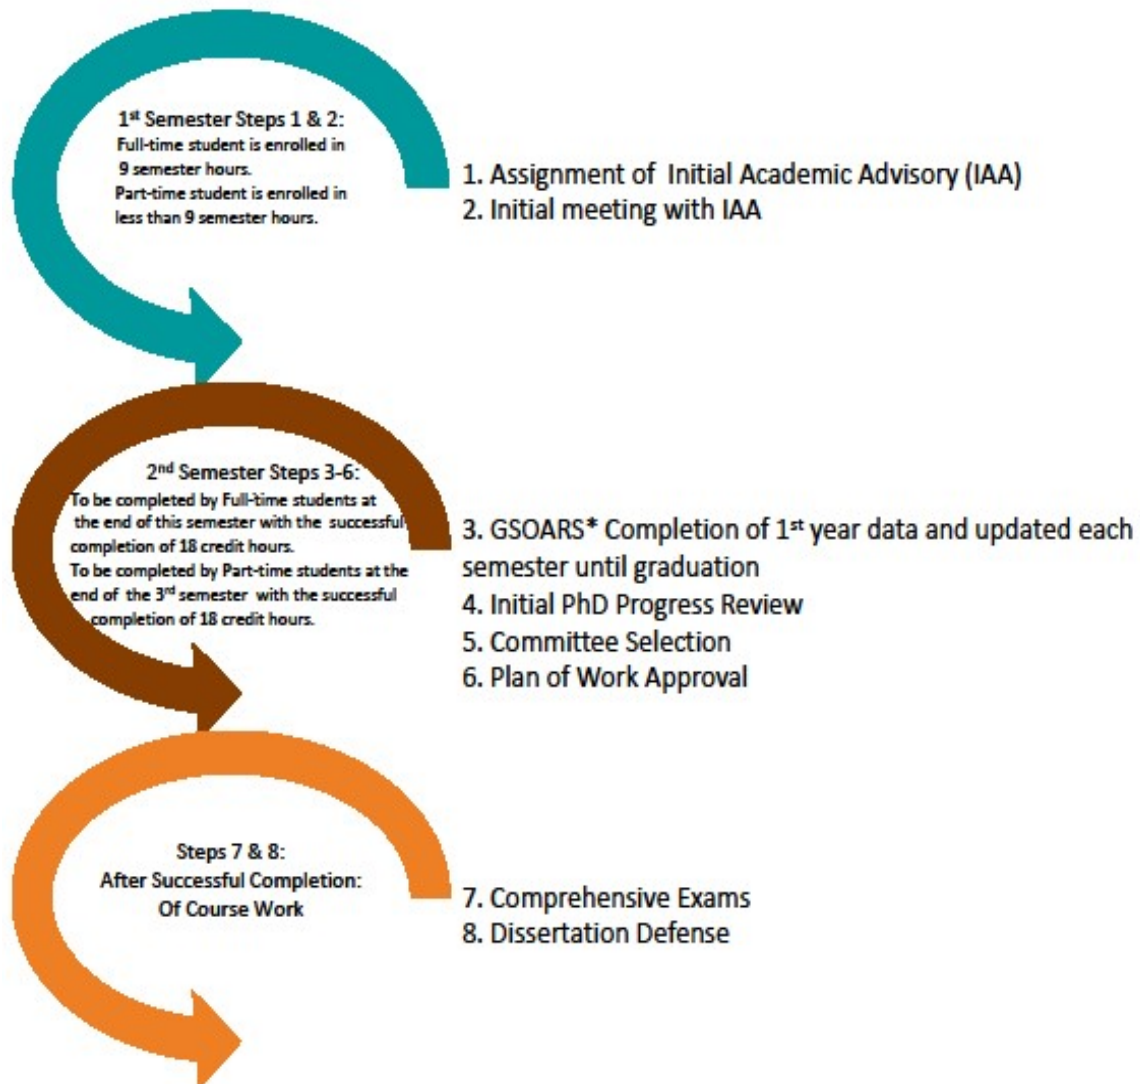 1st Semester Steps 1 & 2:
Full-time student is enrolled in
9 semester hours.
Part-time student is enrolled in
less than 9 semester hours.
1. Assignment of Initial Academic Advisory (IAA)
2. Initial meeting with IAA
2nd Semester Steps 3-6:
To be completed by Full-time students at
the end of this semester with the successful
completion of 18 credit hours.
To be completed by Part-time students at the
end of the 3rd semester with the successful
completion of 18 credit hours.
3. GSOARS* Completion of 1st year data and updated each
semester until graduation
4. Initial PhD Progress Review
5. Committee Selection
6. Plan of Work Approval
Steps 7 & 8:
After Successful Completion:
Of Course Work
7. Comprehensive Exams
8. Dissertation Defense